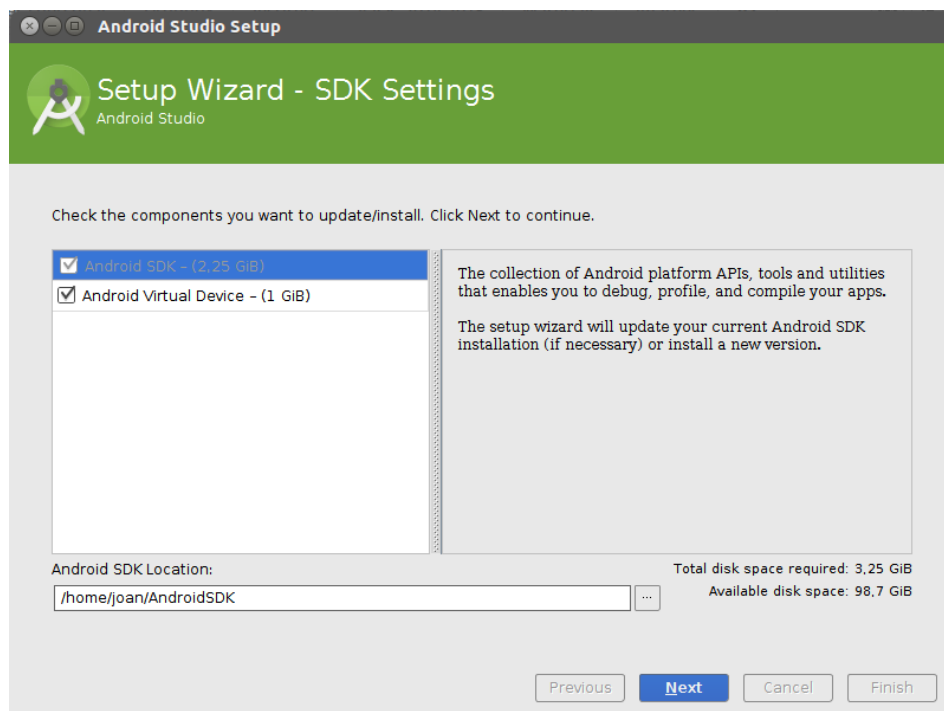 Android Studio Setup
Setup Wizard - SDK Settings
Android Studio
Check the components you want to update/install. Click Next to continue.
Android SDK – (2,25 GiB)
Android Virtual Device – (1 GiB)
The collection of Android platform APIs, tools and utilities
that enables you to debug, profile, and compile your apps.
The setup wizard will update your current Android SDK
installation (if necessary) or install a new version.
Android SDK Location:
Total disk space required: 3,25 GiB
/home/joan/AndroidSDK
...
Available disk space: 98,7 GiB
Previous
Next
Cancel
Finish